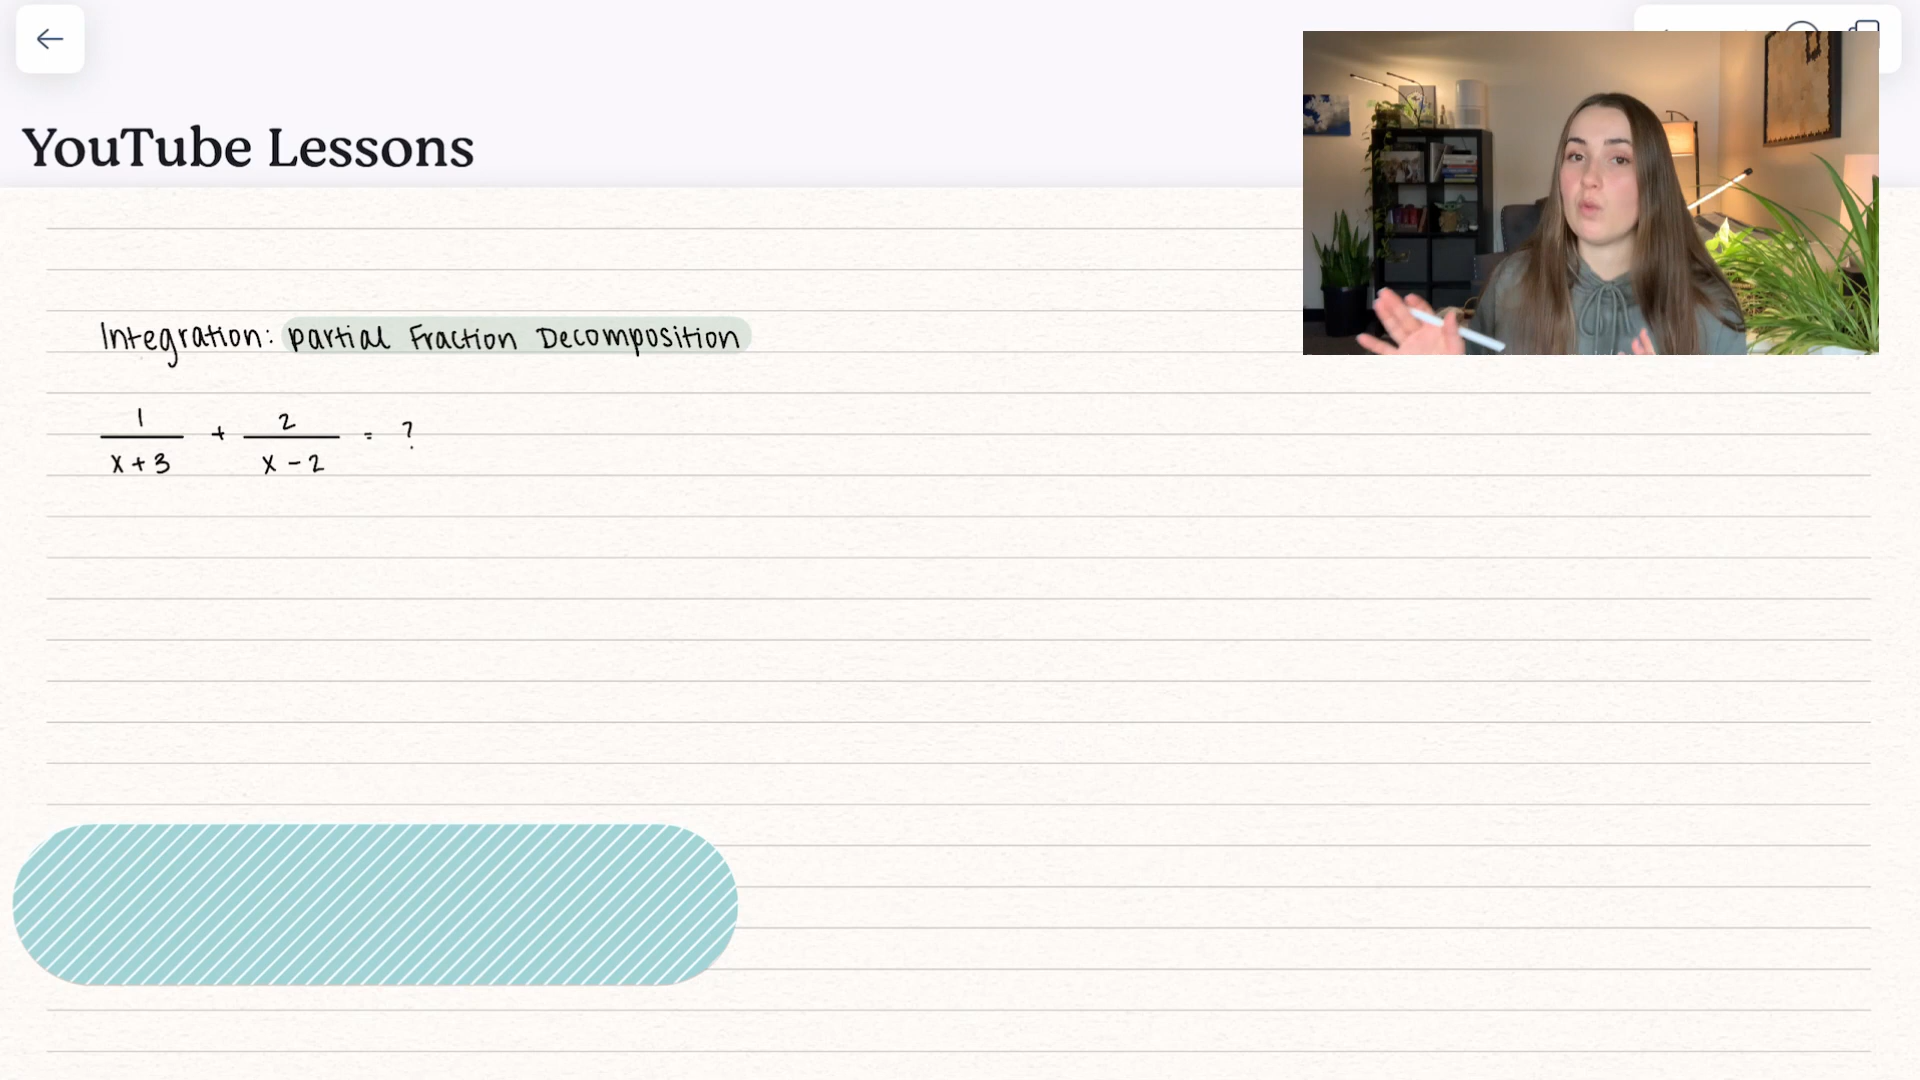 YouTube Lessons
Integration: partial Fraction Decomposition
1/(x + 3) + 2/(x - 2) = ?